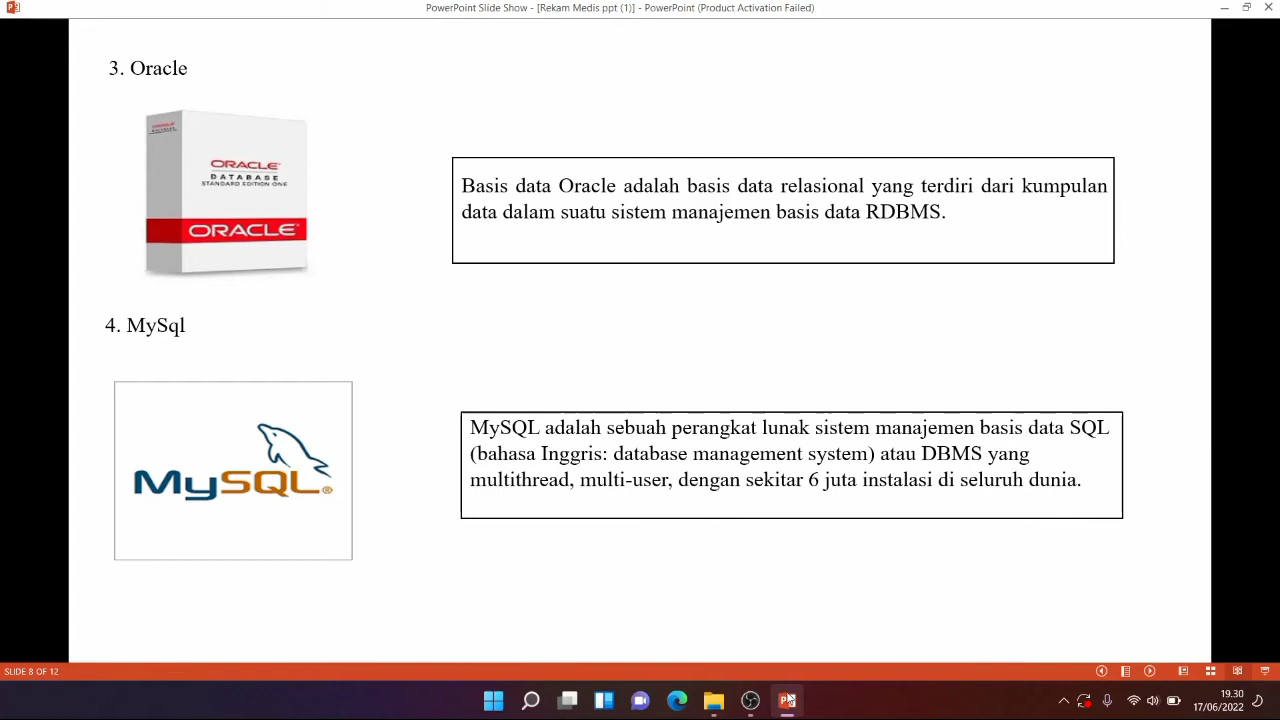 PowerPoint Slide Show - [Rekam Medis ppt (1)] - PowerPoint (Product Activation Failed)
3. Oracle
ORACLE
DATABASE
STANDARD EDITION ONE
ORACLE
Basis data Oracle adalah basis data relasional yang terdiri dari kumpulan
data dalam suatu sistem manajemen basis data RDBMS.
4. MySql
MySQL®
MySQL adalah sebuah perangkat lunak sistem manajemen basis data SQL
(bahasa Inggris: database management system) atau DBMS yang
multithread, multi-user, dengan sekitar 6 juta instalasi di seluruh dunia.
SLIDE 8 OF 12
19.30
17/06/2022